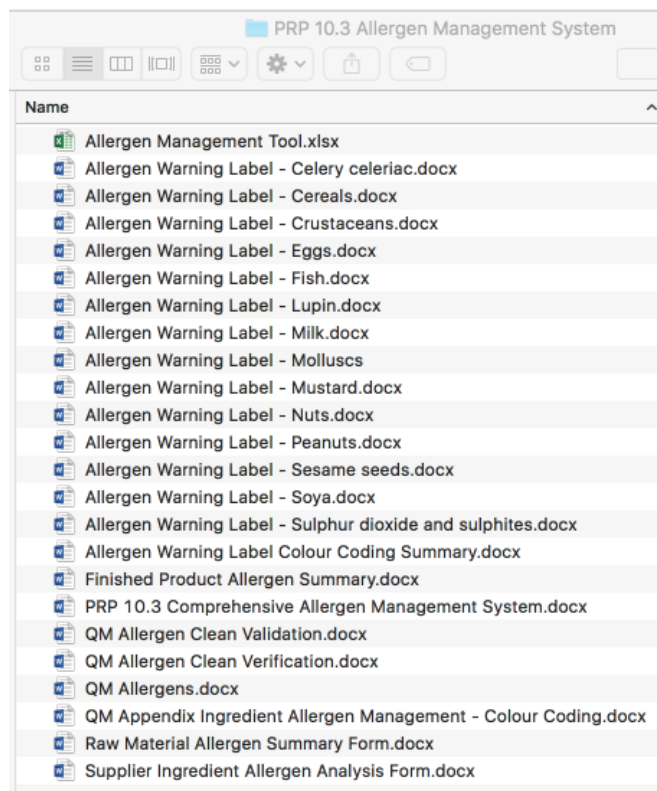 PRP 10.3 Allergen Management System
Name
Allergen Management Tool.xlsx
Allergen Warning Label - Celery celeriac.docx
Allergen Warning Label - Cereals.docx
Allergen Warning Label - Crustaceans.docx
Allergen Warning Label - Eggs.docx
Allergen Warning Label - Fish.docx
Allergen Warning Label - Lupin.docx
Allergen Warning Label - Milk.docx
Allergen Warning Label - Molluscs
Allergen Warning Label - Mustard.docx
Allergen Warning Label - Nuts.docx
Allergen Warning Label - Peanuts.docx
Allergen Warning Label - Sesame seeds.docx
Allergen Warning Label - Soya.docx
Allergen Warning Label - Sulphur dioxide and sulphites.docx
Allergen Warning Label Colour Coding Summary.docx
Finished Product Allergen Summary.docx
PRP 10.3 Comprehensive Allergen Management System.docx
QM Allergen Clean Validation.docx
QM Allergen Clean Verification.docx
QM Allergens.docx
QM Appendix Ingredient Allergen Management - Colour Coding.docx
Raw Material Allergen Summary Form.docx
Supplier Ingredient Allergen Analysis Form.docx